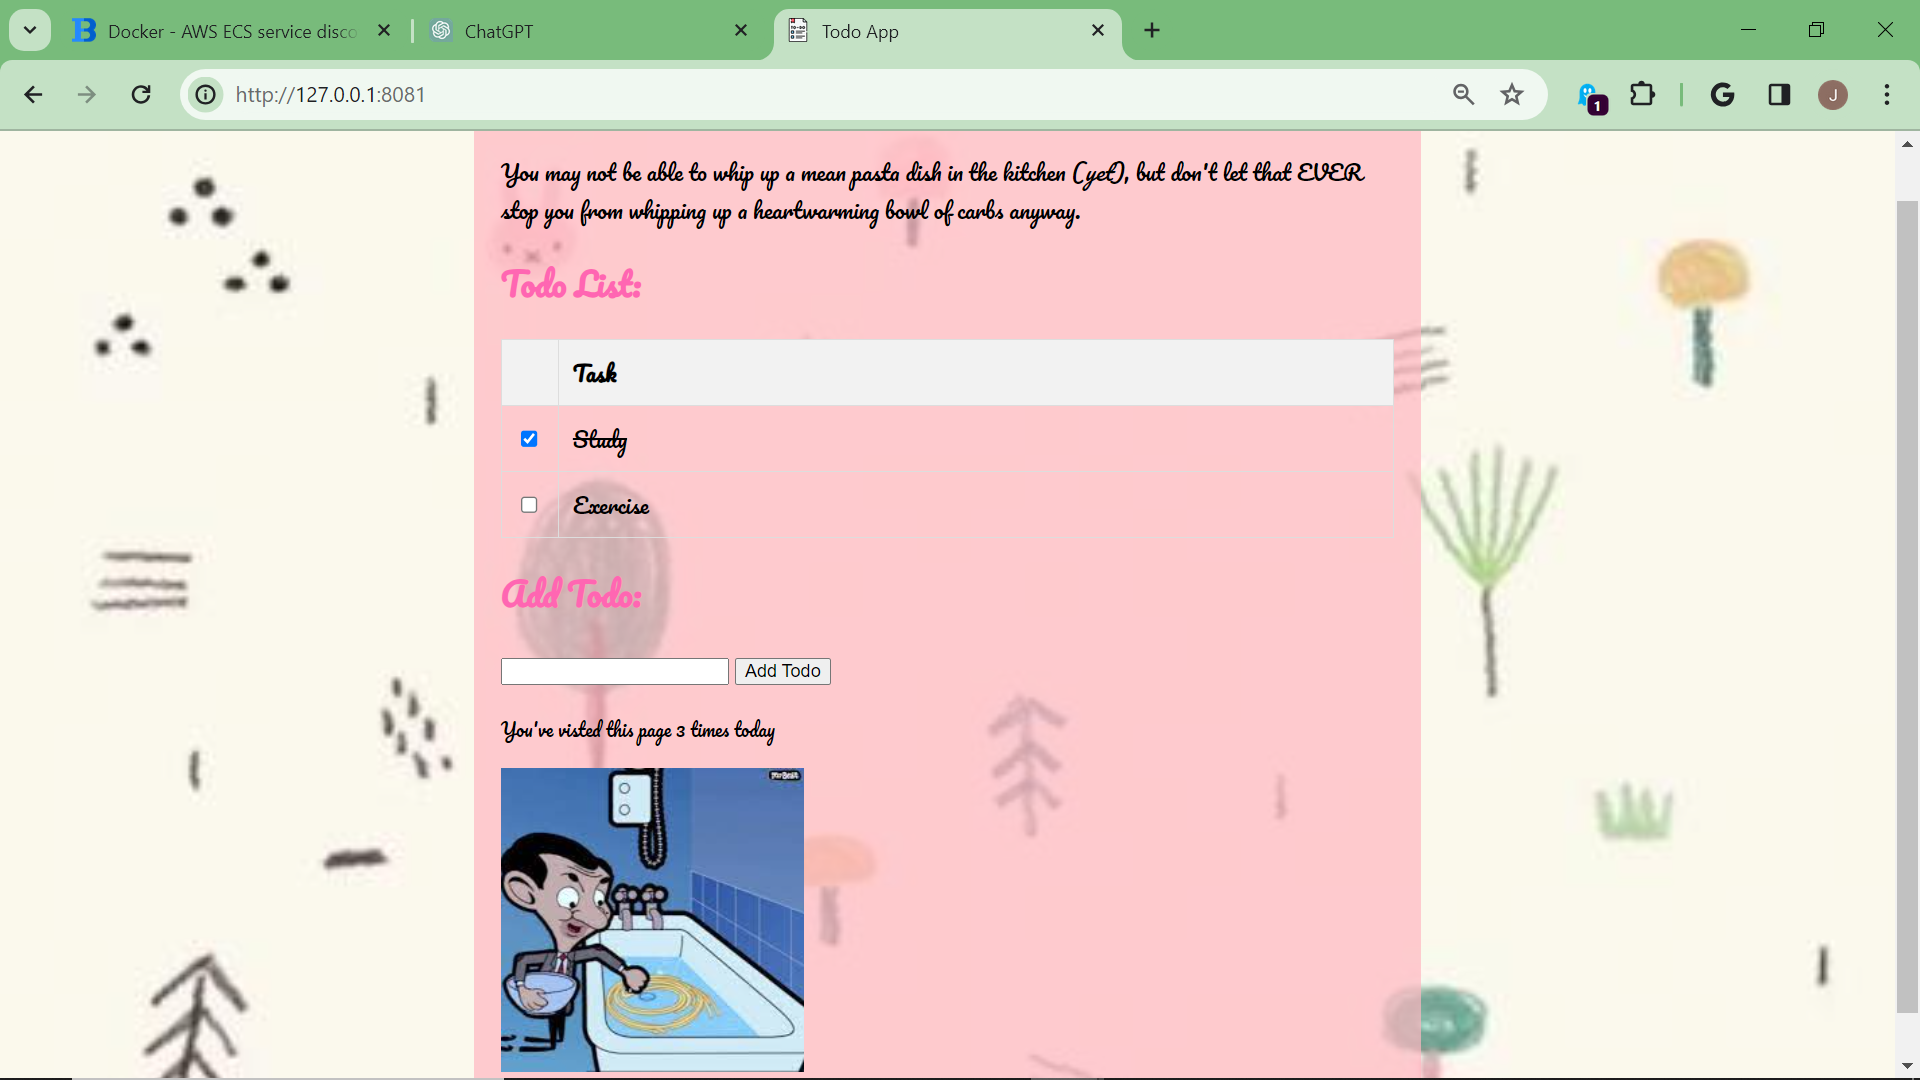 Docker - AWS ECS service disco
ChatGPT
Todo App
http://127.0.0.1:8081
1
J
You may not be able to whip up a mean pasta dish in the kitchen (yet), but don't let that EVER
stop you from whipping up a heartwarming bowl of carbs anyway.
Todo List:
Task
Study
Exercise
Add Todo:
Add Todo
You've visted this page 3 times today
Mr Bean